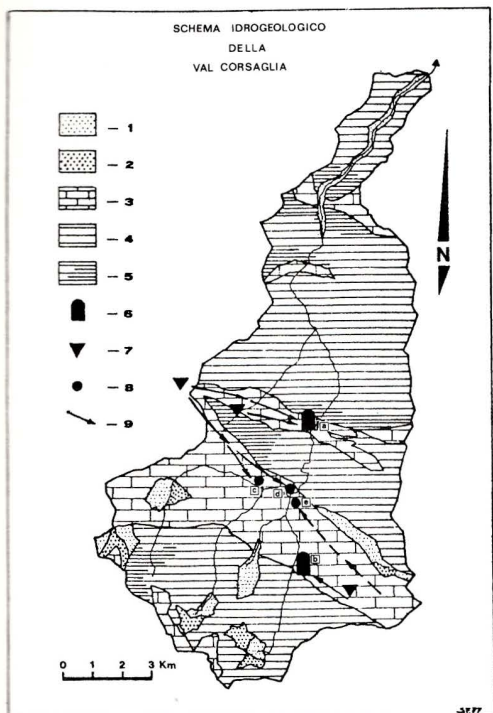 SCHEMA IDROGEOLOGICO
DELLA
VAL CORSAGLIA
– 1
– 2
– 3
– 4
– 5
– 6
– 7
– 8
– 9
N
a
c
d
e
b
0 1 2 3 Km